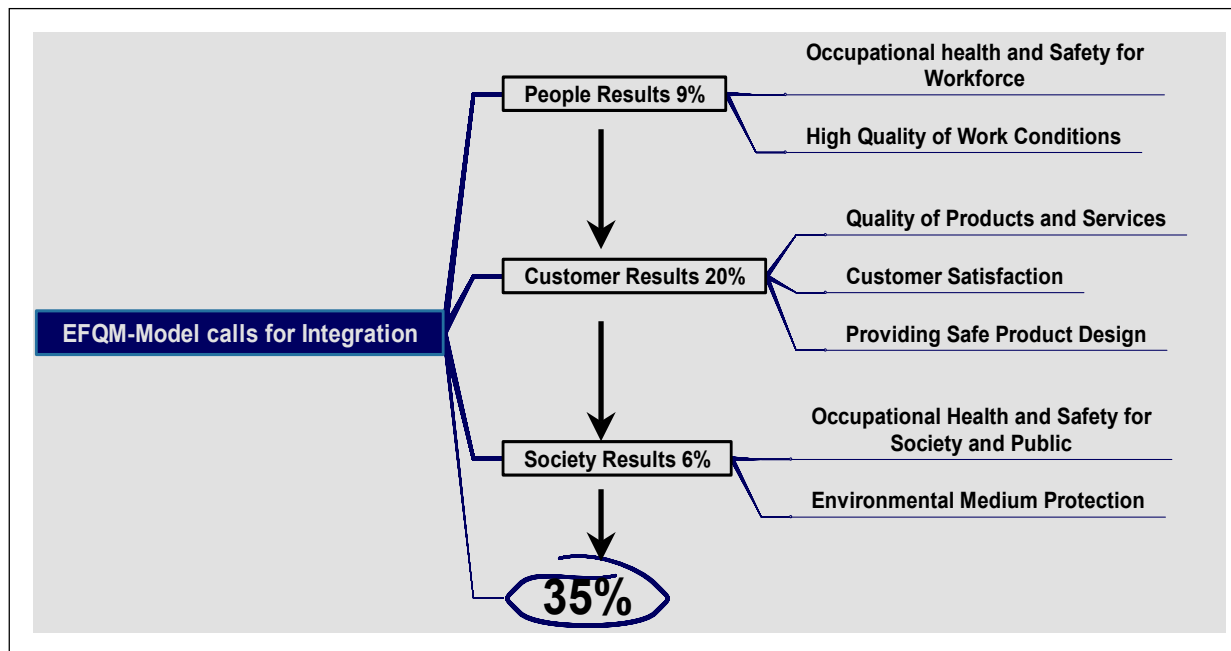 Occupational health and Safety for
Workforce
People Results 9%
High Quality of Work Conditions
Quality of Products and Services
Customer Results 20%
Customer Satisfaction
EFQM-Model calls for Integration
Providing Safe Product Design
Occupational Health and Safety for
Society and Public
Society Results 6%
Environmental Medium Protection
35%